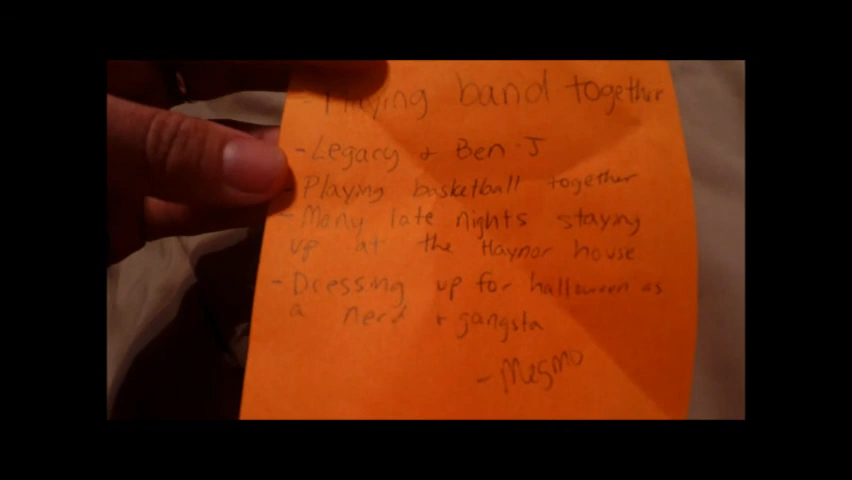 - Playing band together
- Legacy + Ben J
- Playing basketball together
- Many late nights staying
up at the Haynor house
- Dressing up for halloween as
a nerd + gangsta
- Megmo